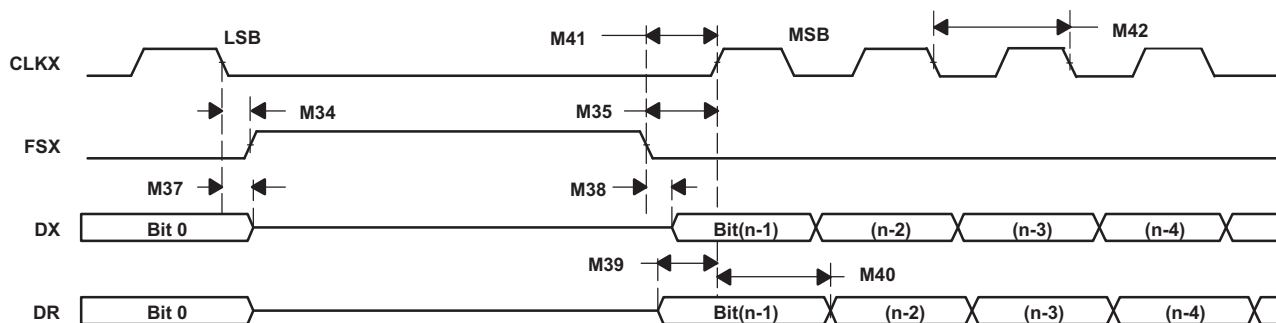 LSB M41 MSB M42
CLKX
M34 M35
FSX
M37 M38
DX Bit 0 Bit(n-1) (n-2) (n-3) (n-4)
M39 M40
DR Bit 0 Bit(n-1) (n-2) (n-3) (n-4)